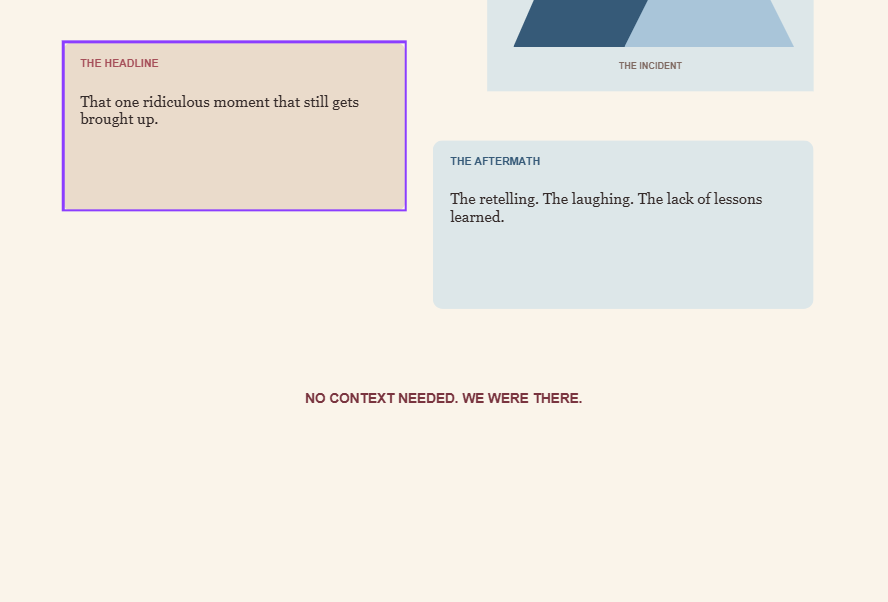 THE INCIDENT
THE HEADLINE
That one ridiculous moment that still gets
brought up.
THE AFTERMATH
The retelling. The laughing. The lack of lessons
learned.
NO CONTEXT NEEDED. WE WERE THERE.